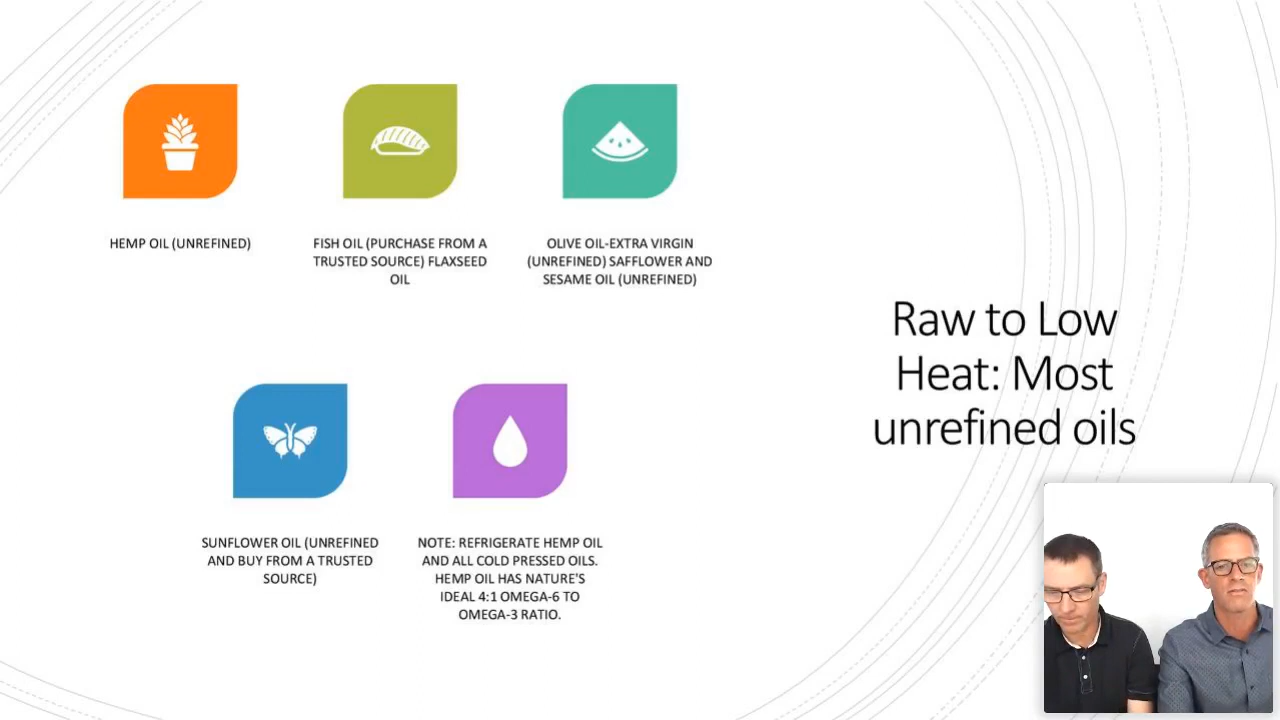 HEMP OIL (UNREFINED)
FISH OIL (PURCHASE FROM A
TRUSTED SOURCE) FLAXSEED
OIL
OLIVE OIL-EXTRA VIRGIN
(UNREFINED) SAFFLOWER AND
SESAME OIL (UNREFINED)
Raw to Low
Heat: Most
unrefined oils
SUNFLOWER OIL (UNREFINED
AND BUY FROM A TRUSTED
SOURCE)
NOTE: REFRIGERATE HEMP OIL
AND ALL COLD PRESSED OILS.
HEMP OIL HAS NATURE'S
IDEAL 4:1 OMEGA-6 TO
OMEGA-3 RATIO.